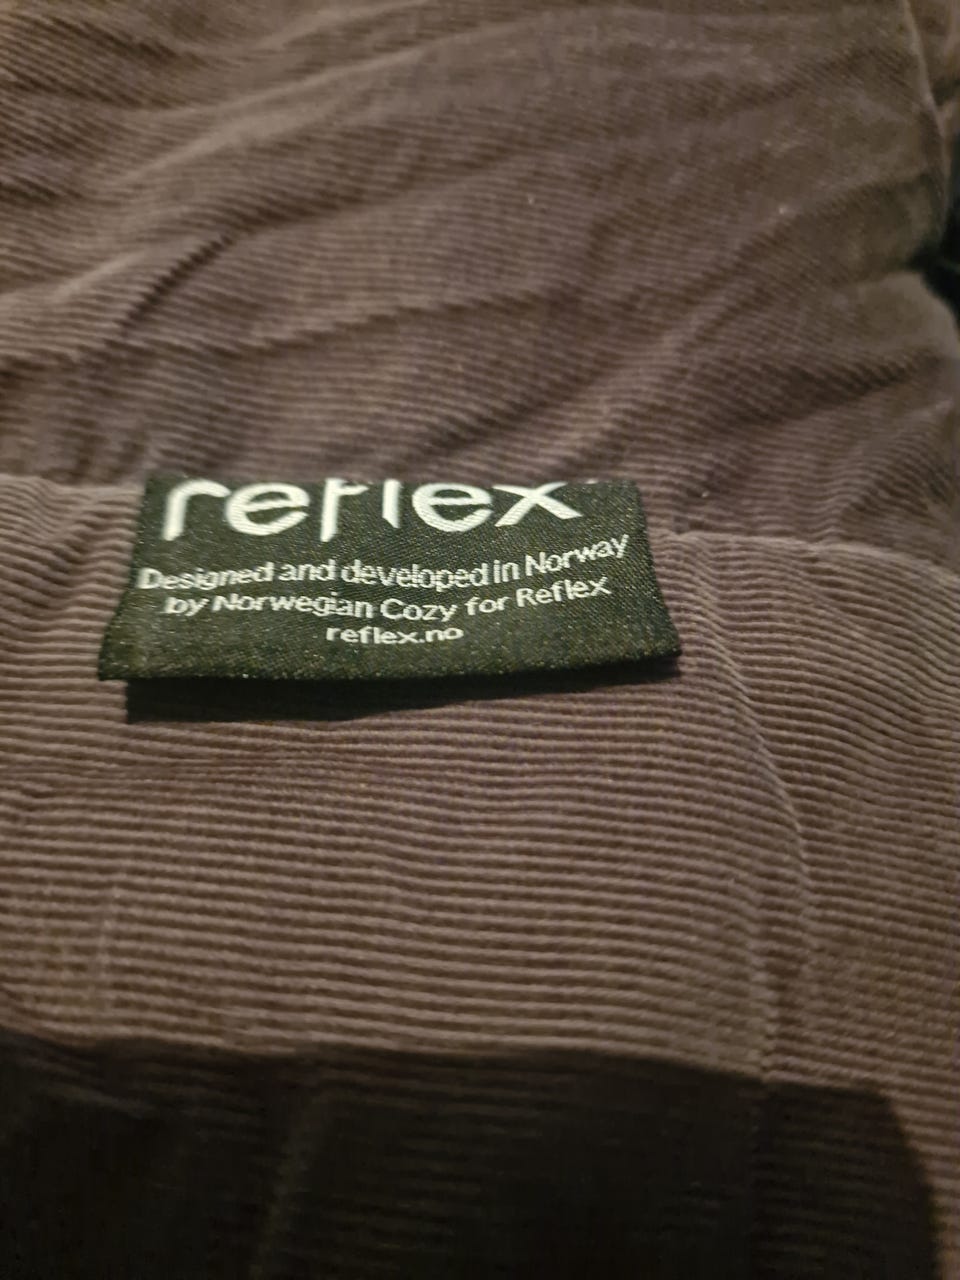 reflex
Designed and developed in Norway
by Norwegian Cozy for Reflex
reflex.no